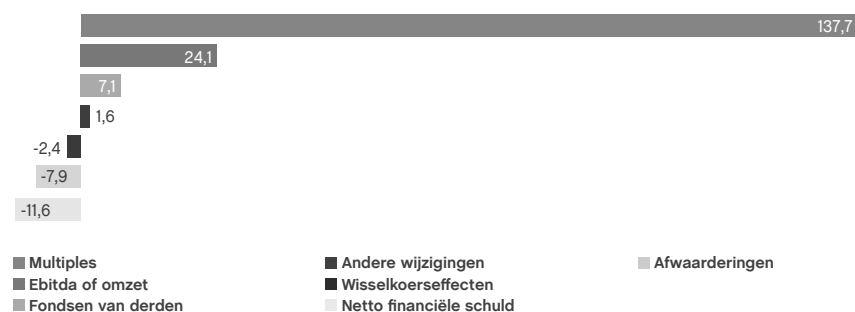 137,7
24,1
7,1
1,6
-2,4
-7,9
-11,6
Multiples
Ebitda of omzet
Fondsen van derden
Andere wijzigingen
Wisselkoerseffecten
Netto financiële schuld
Afwaarderingen